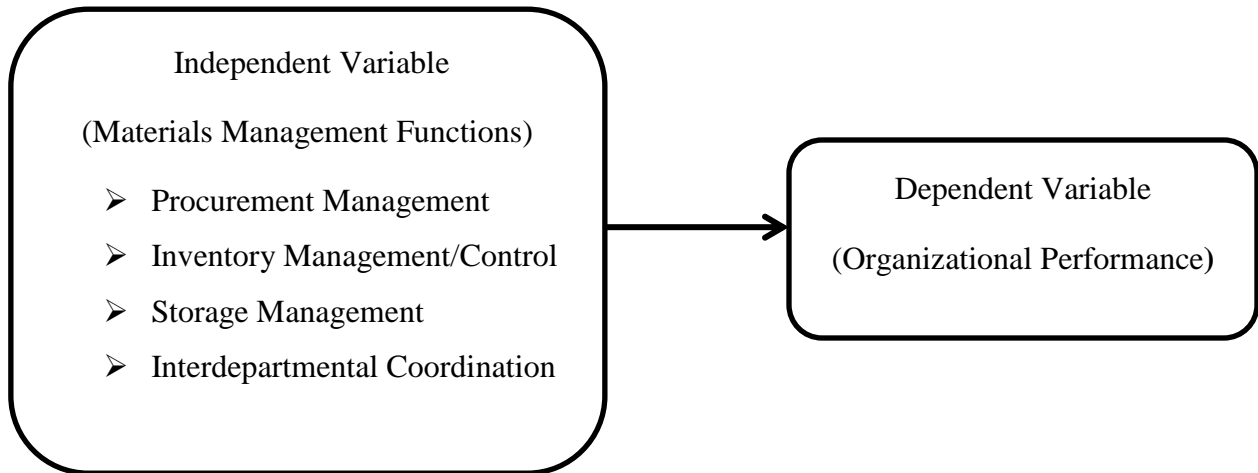 Independent Variable
(Materials Management Functions)
➢ Procurement Management
➢ Inventory Management/Control
➢ Storage Management
➢ Interdepartmental Coordination
Dependent Variable
(Organizational Performance)